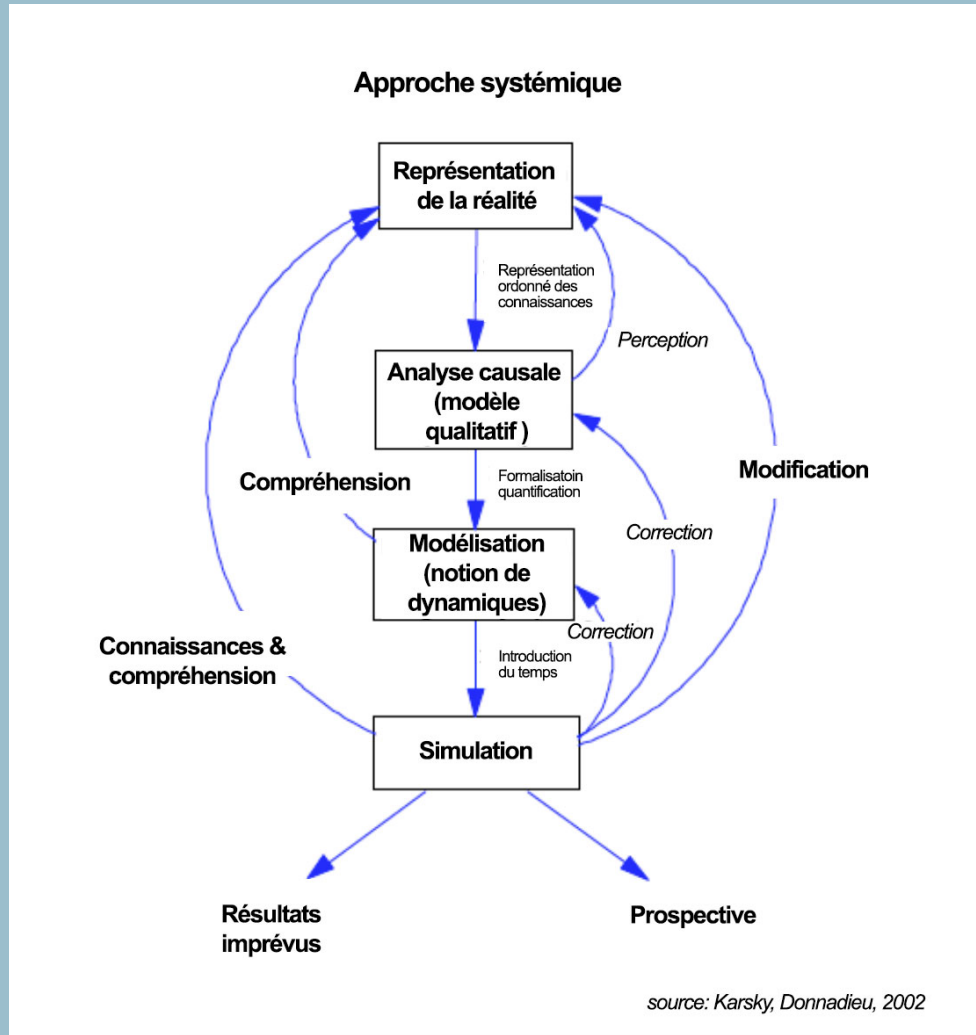 Approche systémique
Représentation
de la réalité
Représentation
ordonné des
connaissances
Perception
Analyse causale
(modèle
qualitatif )
Compréhension
Formalisatoin
quantification
Modification
Correction
Modélisation
(notion de
dynamiques)
Correction
Connaissances &
compréhension
Introduction
du temps
Simulation
Résultats
imprévus
Prospective
source: Karsky, Donnadieu, 2002